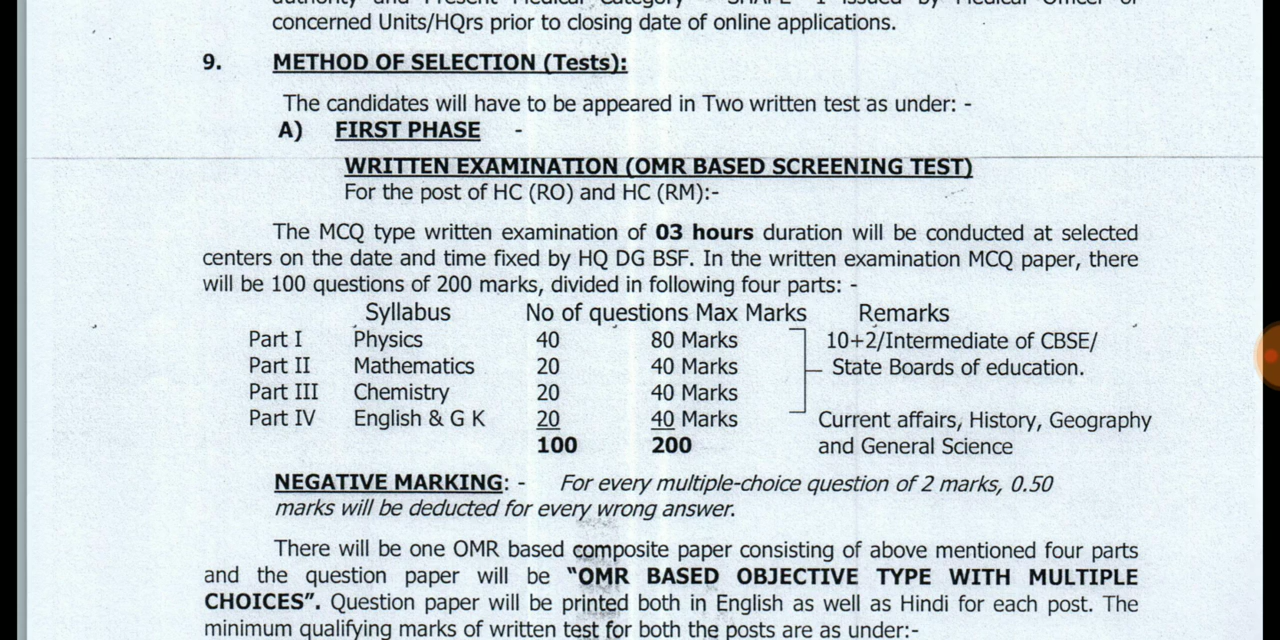 authority and Present Medical Category - SHAPE - I issued by Medical Officer of
concerned Units/HQrs prior to closing date of online applications.
9. METHOD OF SELECTION (Tests):
The candidates will have to be appeared in Two written test as under: -
A) FIRST PHASE -
WRITTEN EXAMINATION (OMR BASED SCREENING TEST)
For the post of HC (RO) and HC (RM):-
The MCQ type written examination of 03 hours duration will be conducted at selected
centers on the date and time fixed by HQ DG BSF. In the written examination MCQ paper, there
will be 100 questions of 200 marks, divided in following four parts: -
Syllabus No of questions Max Marks Remarks
Part I Physics 40 80 Marks 10+2/Intermediate of CBSE/
Part II Mathematics 20 40 Marks State Boards of education.
Part III Chemistry 20 40 Marks
Part IV English & G K 20 40 Marks Current affairs, History, Geography
100 200 and General Science
NEGATIVE MARKING: - For every multiple-choice question of 2 marks, 0.50
marks will be deducted for every wrong answer.
There will be one OMR based composite paper consisting of above mentioned four parts
and the question paper will be "OMR BASED OBJECTIVE TYPE WITH MULTIPLE
CHOICES". Question paper will be printed both in English as well as Hindi for each post. The
minimum qualifying marks of written test for both the posts are as under:-